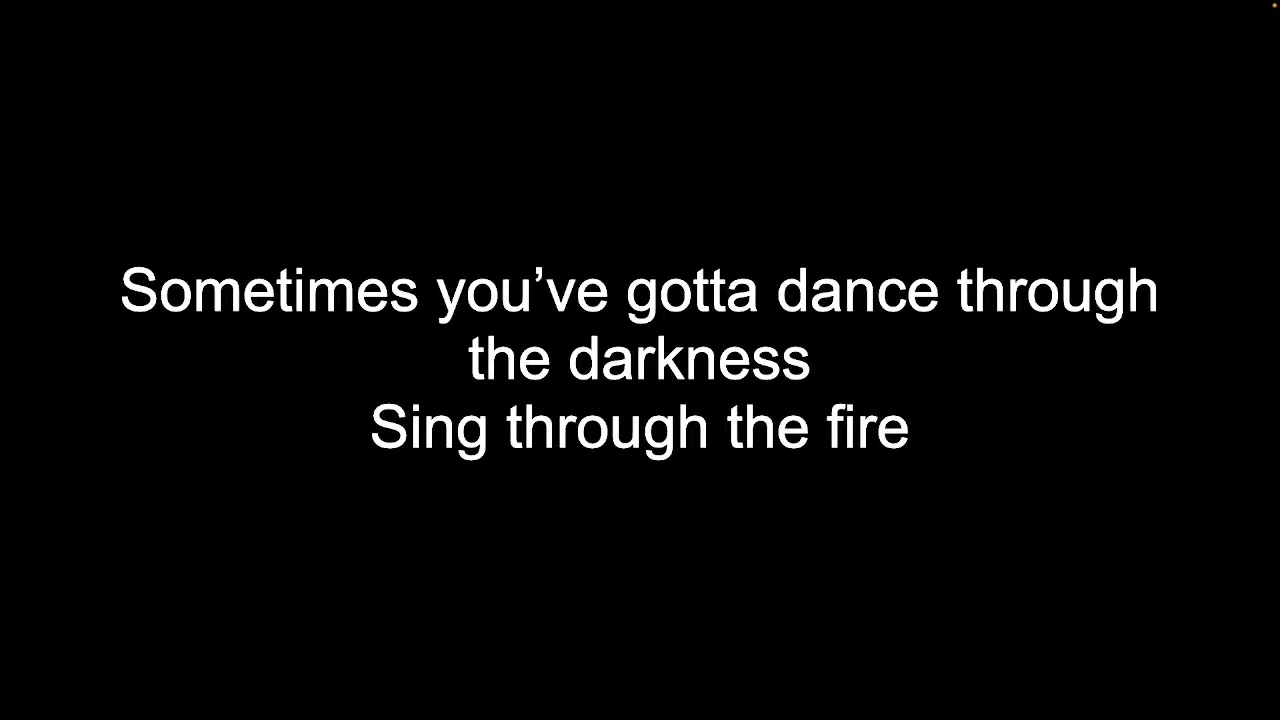 Sometimes you’ve gotta dance through
the darkness
Sing through the fire